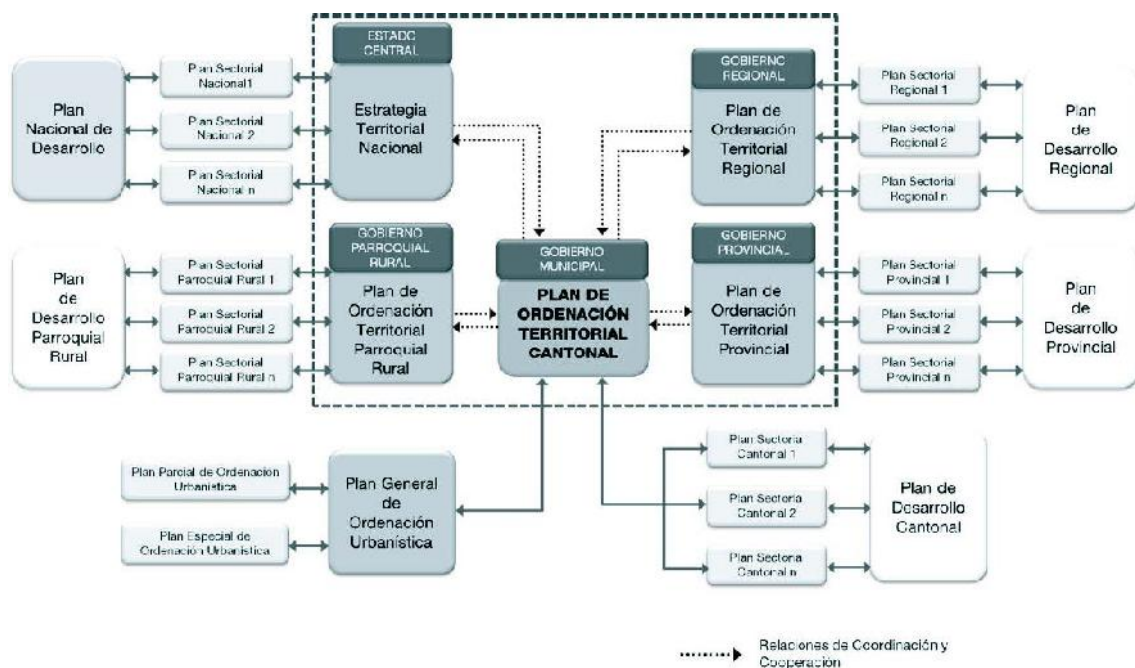 ESTADO
CENTRAL
Estrategia
Territorial
Nacional
Plan
Nacional de
Desarrollo
Plan Sectorial
Nacional1
Plan Sectorial
Nacional 2
Plan Sectorial
Nacional n
GOBIERNO
REGIONAL
Plan de
Ordenación
Territorial
Regional
Plan Sectorial
Regional 1
Plan Sectorial
Regional 2
Plan Sectorial
Regional n
Plan
de
Desarrollo
Regional
Plan
de
Desarrollo
Parroquial
Rural
Plan Sectorial
Parroquial Rural 1
Plan Sectorial
Parroquial Rural 2
Plan Sectorial
Parroquial Rural n
GOBIERNO
PARROQUIAL
RURAL
Plan de
Ordenación
Territorial
Parroquial
Rural
GOBIERNO
MUNICIPAL
PLAN DE
ORDENACIÓN
TERRITORIAL
CANTONAL
GOBIERNO
PROVINCIAL
Plan de
Ordenación
Territorial
Provincial
Plan Sectorial
Provincial 1
Plan Sectorial
Provincial 2
Plan Sectorial
Provincial n
Plan
de
Desarrollo
Provincial
Plan Parcial de Ordenación
Urbanística
Plan Especial de
Ordenación Urbanística
Plan General
de
Ordenación
Urbanística
Plan Sectoria
Cantonal 1
Plan Sectoria
Cantonal 2
Plan Sectoria
Cantonal n
Plan de
Desarrollo
Cantonal
Relaciones de Coordinación y
Cooperación